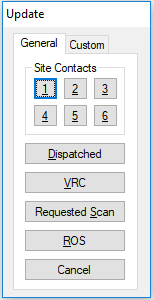 Update
General Custom
Site Contacts
1 2 3
4 5 6
Dispatched
VRC
Requested Scan
ROS
Cancel